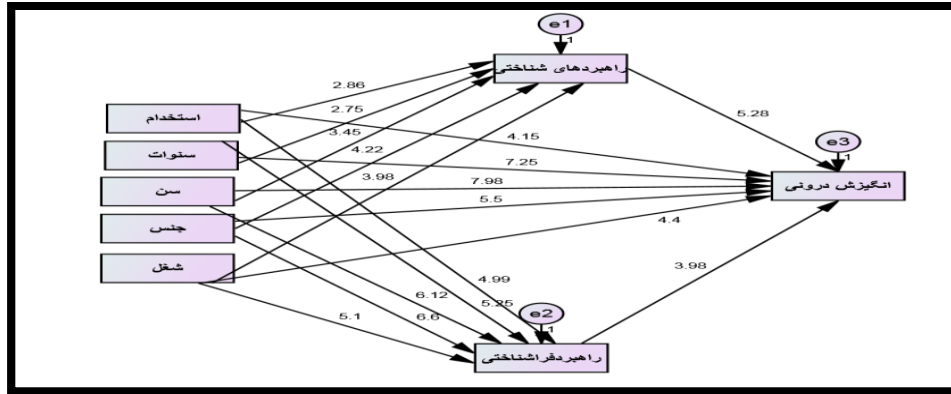 e1
1
راهبردهای شناختی
2.86
5.28
2.75
استخدام
3.45
4.15
e3
1
سنوات
4.22
7.25
سن
3.98
7.98
انگیزش درونی
5.5
جنس
4.4
شغل
3.98
4.99
6.12
5.25
e2
5.1
6.6
1
راهبردفراشناختی